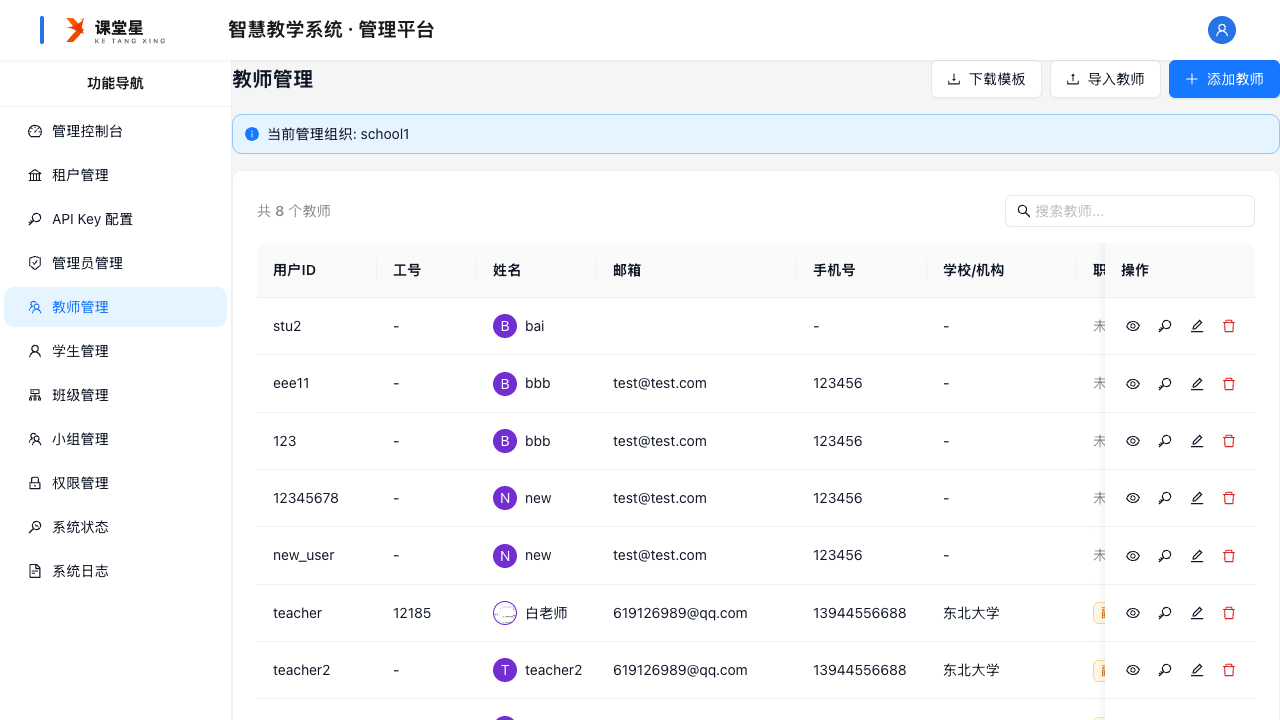 课堂星
KE TANG XING
智慧教学系统 · 管理平台
功能导航
管理控制台
租户管理
API Key 配置
管理员管理
教师管理
学生管理
班级管理
小组管理
权限管理
系统状态
系统日志
教师管理
下载模板 导入教师 添加教师
当前管理组织: school1
共 8 个教师 搜索教师...
用户ID 工号 姓名 邮箱 手机号 学校/机构 职 操作
stu2 - B bai - - 未
eee11 - B bbb test@test.com 123456 - 未
123 - B bbb test@test.com 123456 - 未
12345678 - N new test@test.com 123456 - 未
new_user - N new test@test.com 123456 - 未
teacher 12185 白老师 619126989@qq.com 13944556688 东北大学
teacher2 - T teacher2 619126989@qq.com 13944556688 东北大学